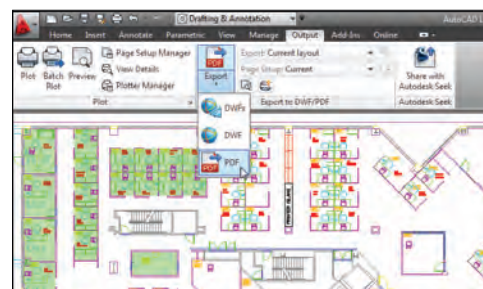 Drafting & Annotation
AutoCAD L
Home Insert Annotate Parametric View Manage Output Add-Ins Online
Plot
Batch Plot
Preview
Page Setup Manager
View Details
Plotter Manager
Plot
PDF
Export
Export: Current layout
Page Setup: Current
Export to DWF/PDF
Share with
Autodesk Seek
Autodesk Seek
DWFx
DWF
PDF PDF